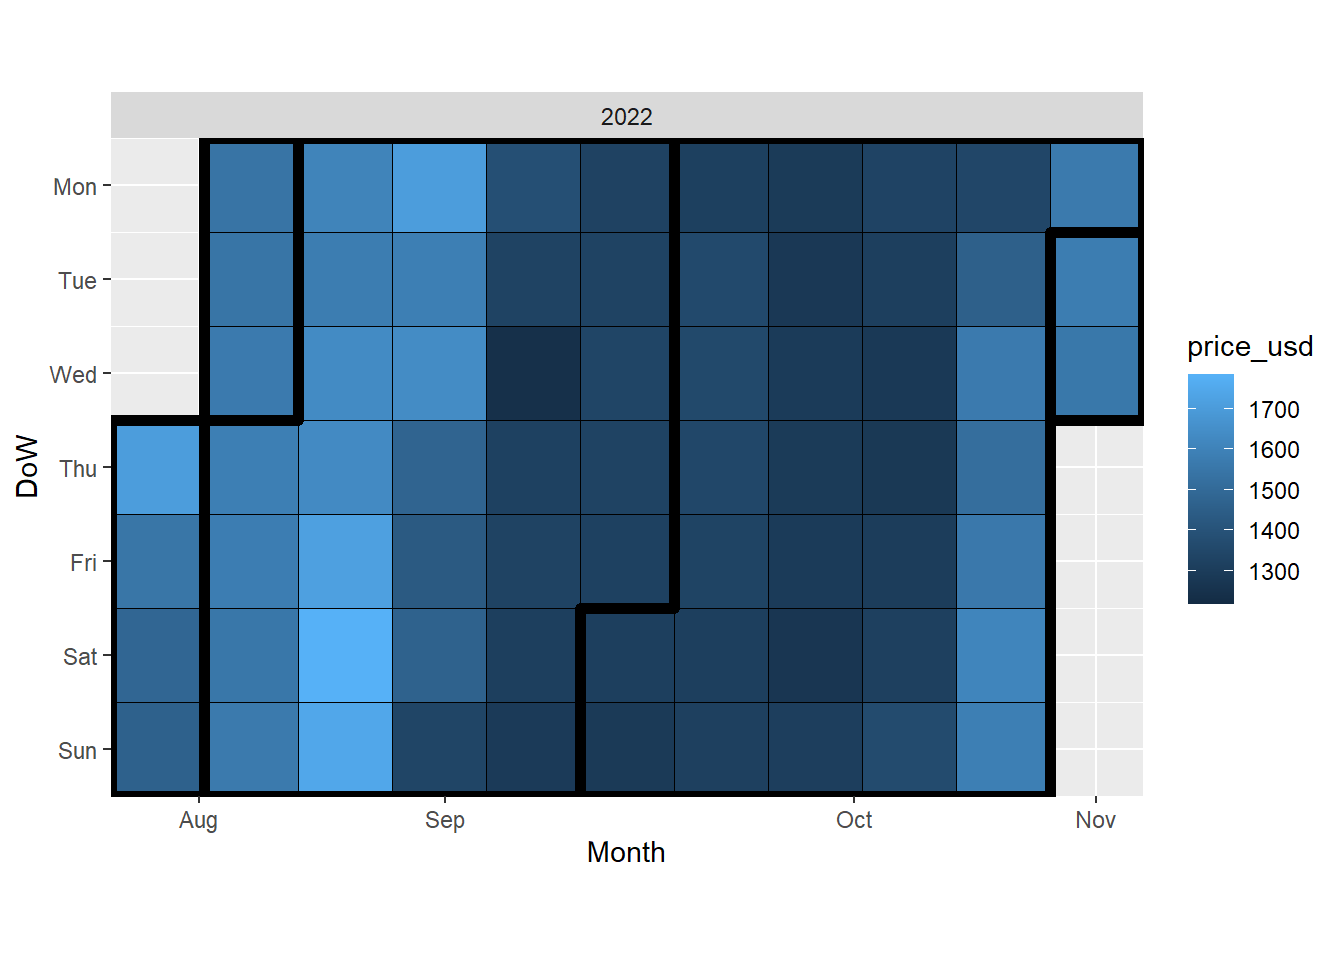 2022
Mon
Tue
Wed
Thu
Fri
Sat
Sun
DoW
Aug
Sep
Oct
Nov
Month
price_usd
1700
1600
1500
1400
1300